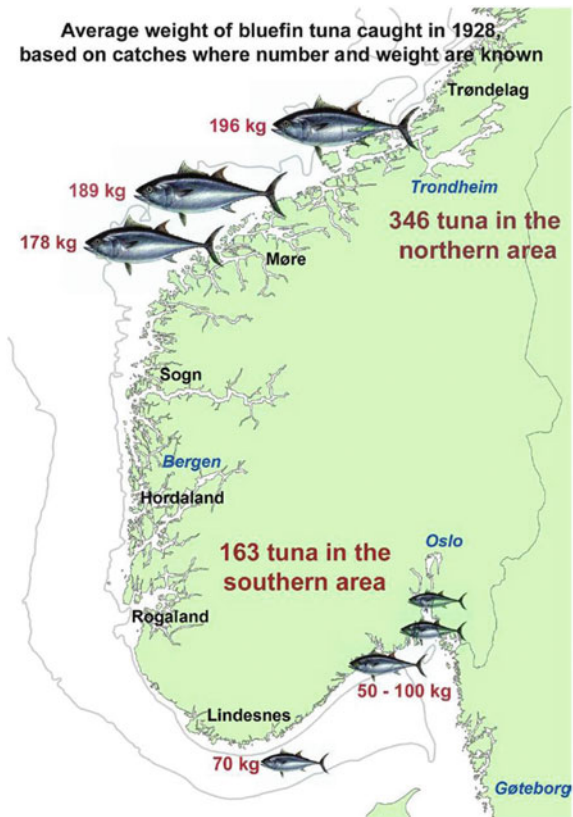 Average weight of bluefin tuna caught in 1928,
based on catches where number and weight are known
Trøndelag
196 kg
Trondheim
189 kg
346 tuna in the
northern area
178 kg
Møre
Sogn
Bergen
Hordaland
Oslo
163 tuna in the
southern area
Rogaland
50 - 100 kg
Lindesnes
70 kg
Gøteborg